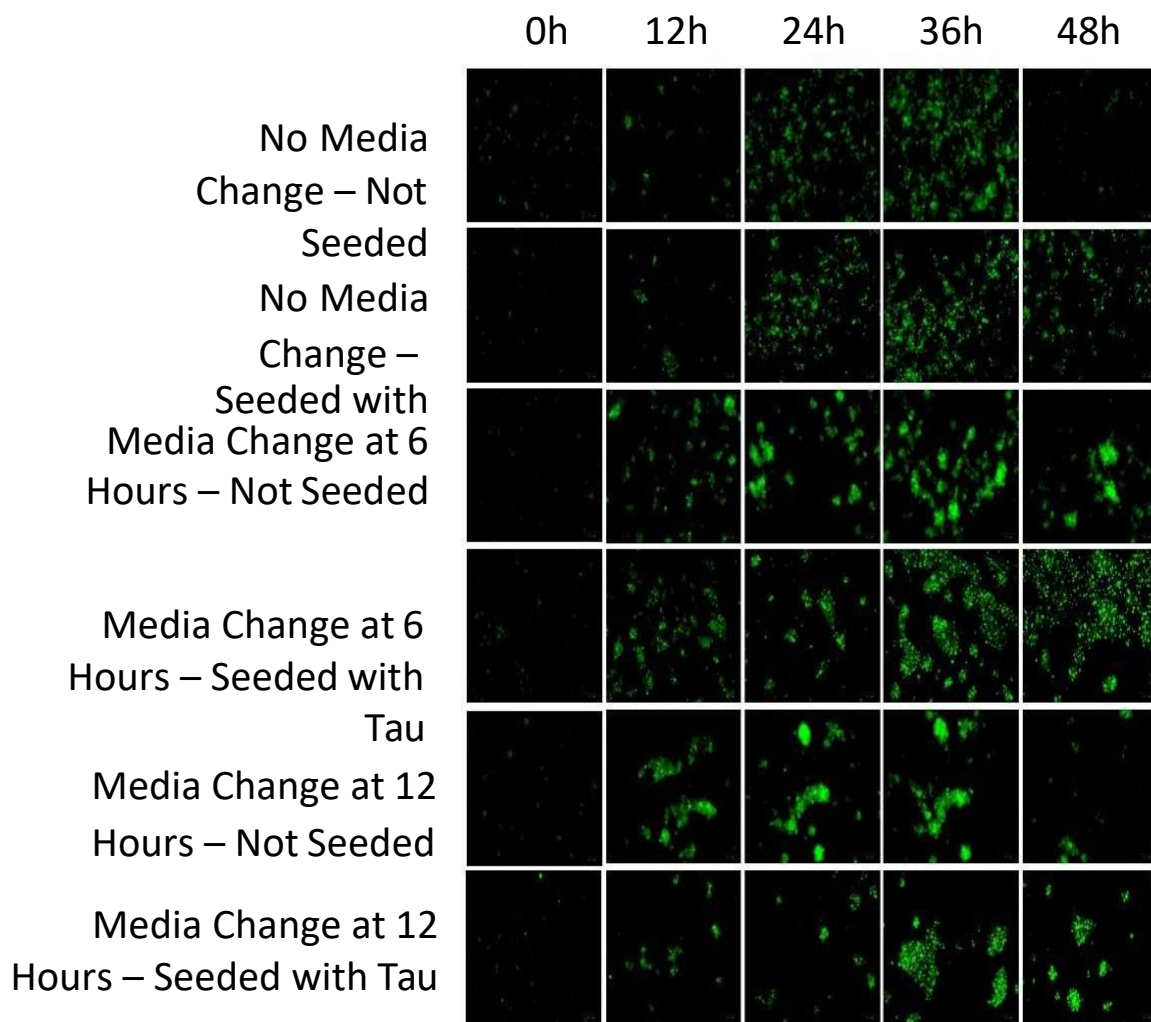 0h 12h 24h 36h 48h
No Media
Change – Not
Seeded
No Media
Change –
Seeded with
Media Change at 6
Hours – Not Seeded
Media Change at 6
Hours – Seeded with
Tau
Media Change at 12
Hours – Not Seeded
Media Change at 12
Hours – Seeded with Tau